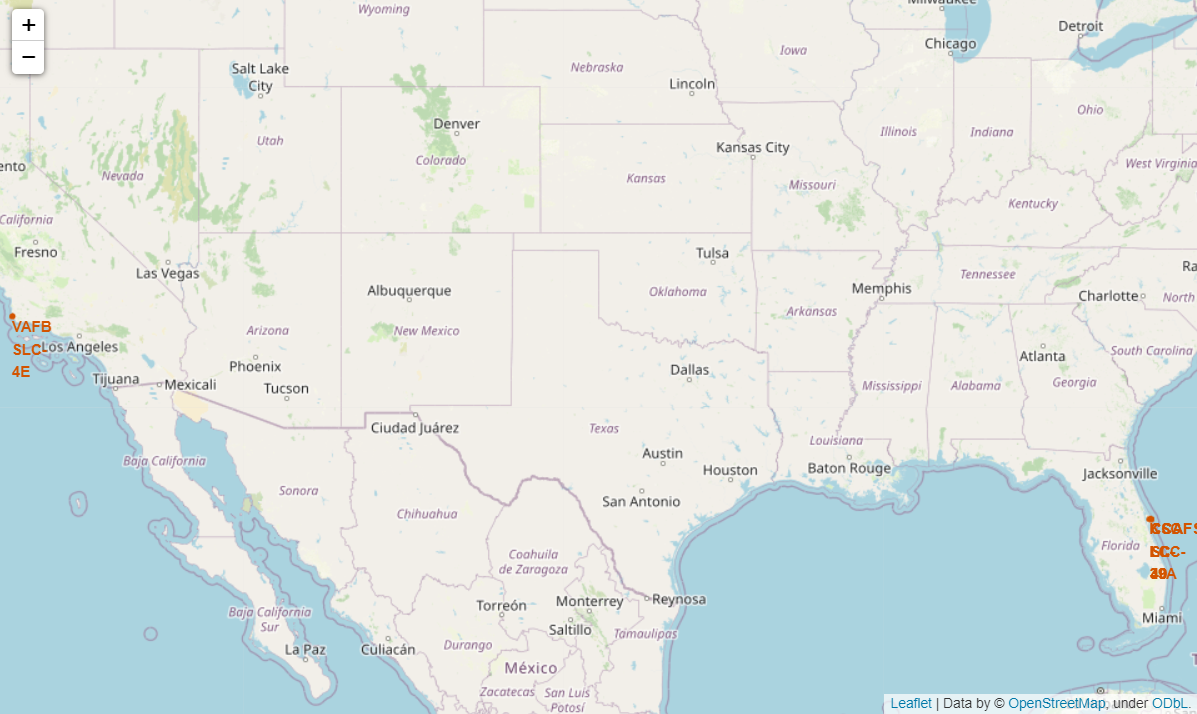 +
−
Wyoming
Milwaukee
Detroit
Chicago
Iowa
Nebraska
Salt Lake
City
Lincoln
Denver
Ohio
Illinois
Indiana
Utah
Kansas City
Colorado
ento
West Virginia
Nevada
Kansas
Missouri
Kentucky
California
Fresno
Tulsa
Ra
Las Vegas
Tennessee
Albuquerque
Oklahoma
Memphis
Charlotte
North
Arkansas
VAFB
SLC-
4E
Los Angeles
Arizona
New Mexico
South Carolina
Atlanta
Phoenix
Dallas
Tijuana
Mexicali
Tucson
Mississippi
Alabama
Georgia
Ciudad Juárez
Texas
Louisiana
Austin
Baja California
Houston
Baton Rouge
Jacksonville
Sonora
San Antonio
Chihuahua
Florida
Coahuila
de Zaragoza
Torreón
Monterrey
Reynosa
Baja California
Sur
Miami
Saltillo
Tamaulipas
La Paz
Culiacán
Durango
México
Zacatecas
San Luis
Potosí
Leaflet | Data by © OpenStreetMap, under ODbL.